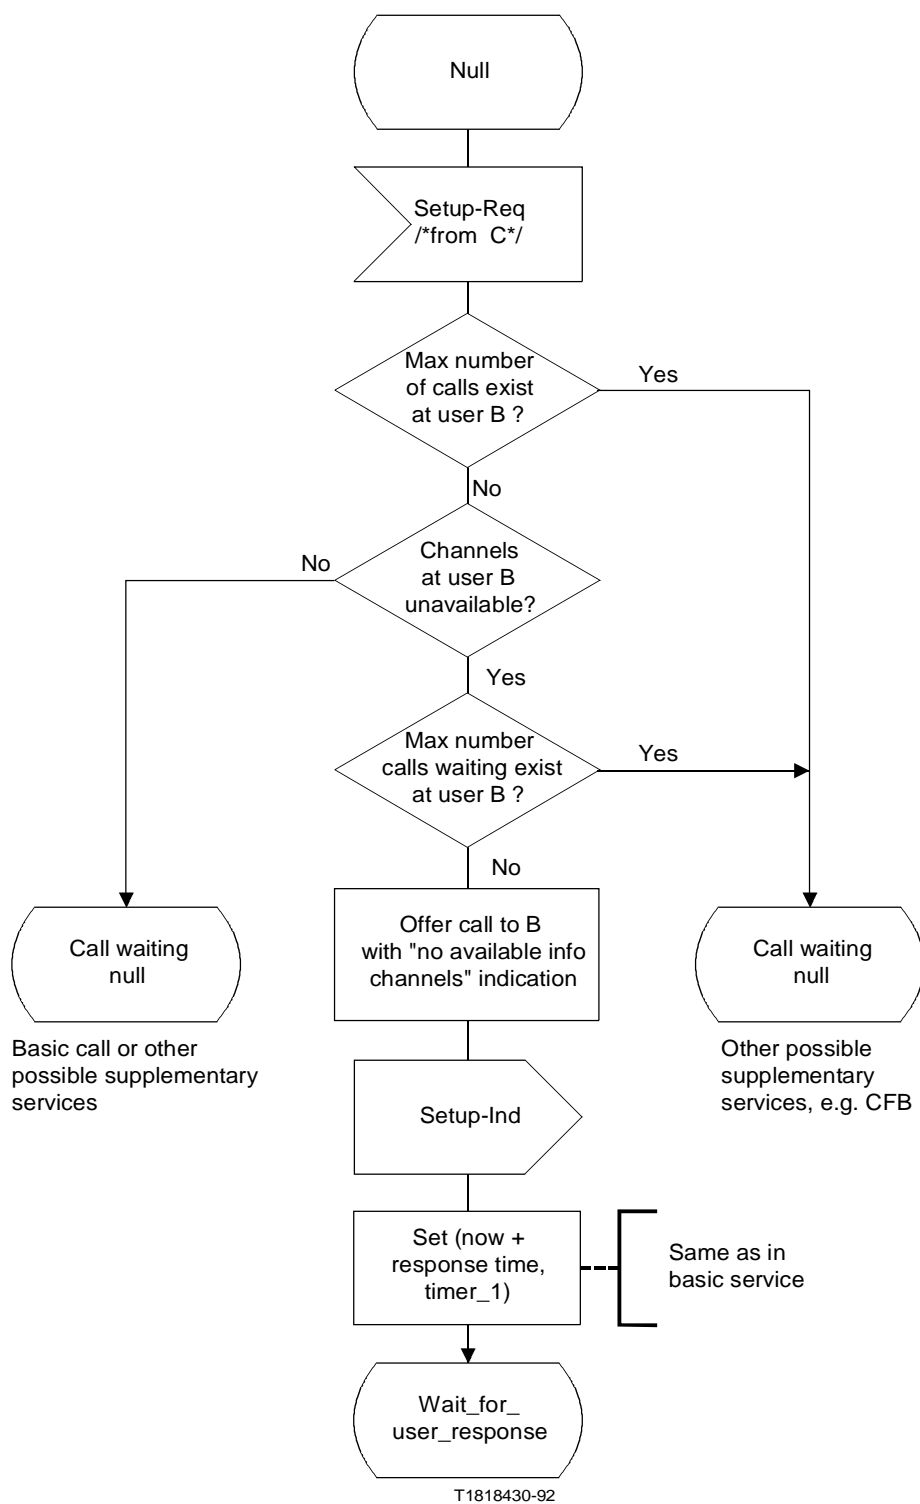 Null
Setup-Req
/*from C*/
Max number
of calls exist
at user B ?
Yes
No
Channels
at user B
unavailable?
No
Yes
Max number
calls waiting exist
at user B ?
Yes
No
Offer call to B
with "no available info
channels" indication
Call waiting
null
Basic call or other
possible supplementary
services
Call waiting
null
Other possible
supplementary
services, e.g. CFB
Setup-Ind
Set (now +
response time,
timer_1)
Same as in
basic service
Wait_for_
user_response
T1818430-92